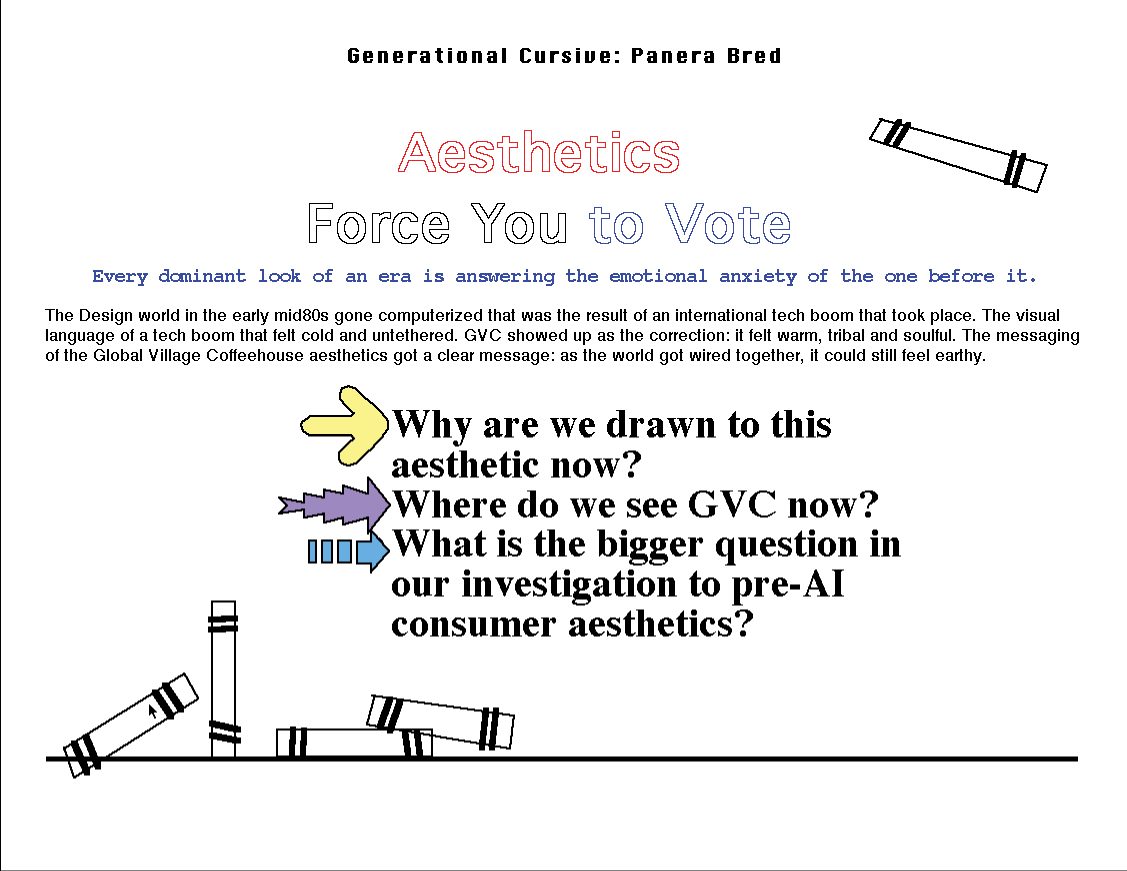 Generational Cursive: Panera Bred
Aesthetics
Force You to Vote
Every dominant look of an era is answering the emotional anxiety of the one before it.
The Design world in the early mid80s gone computerized that was the result of an international tech boom that took place. The visual
language of a tech boom that felt cold and untethered. GVC showed up as the correction: it felt warm, tribal and soulful. The messaging
of the Global Village Coffeehouse aesthetics got a clear message: as the world got wired together, it could still feel earthy.
Why are we drawn to this
aesthetic now?
Where do we see GVC now?
What is the bigger question in
our investigation to pre-AI
consumer aesthetics?